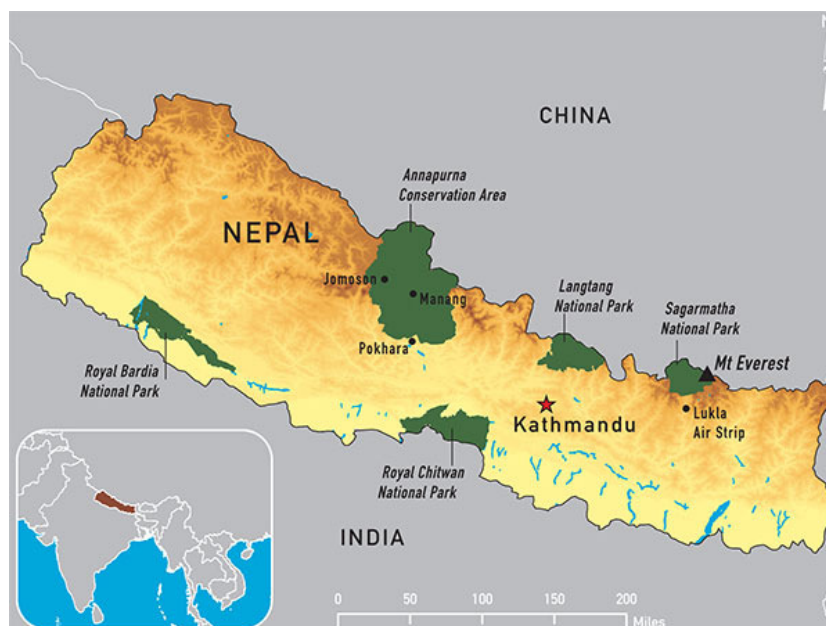 CHINA
Annapurna
Conservation Area
NEPAL
Jomoson
Manang
Langtang
National Park
Sagarmatha
National Park
Pokhara
Mt Everest
Royal Bardia
National Park
Kathmandu
Lukla
Air Strip
Royal Chitwan
National Park
INDIA
0 50 100 150 200
Miles